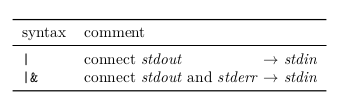 syntax comment
| connect stdout → stdin
|& connect stdout and stderr → stdin